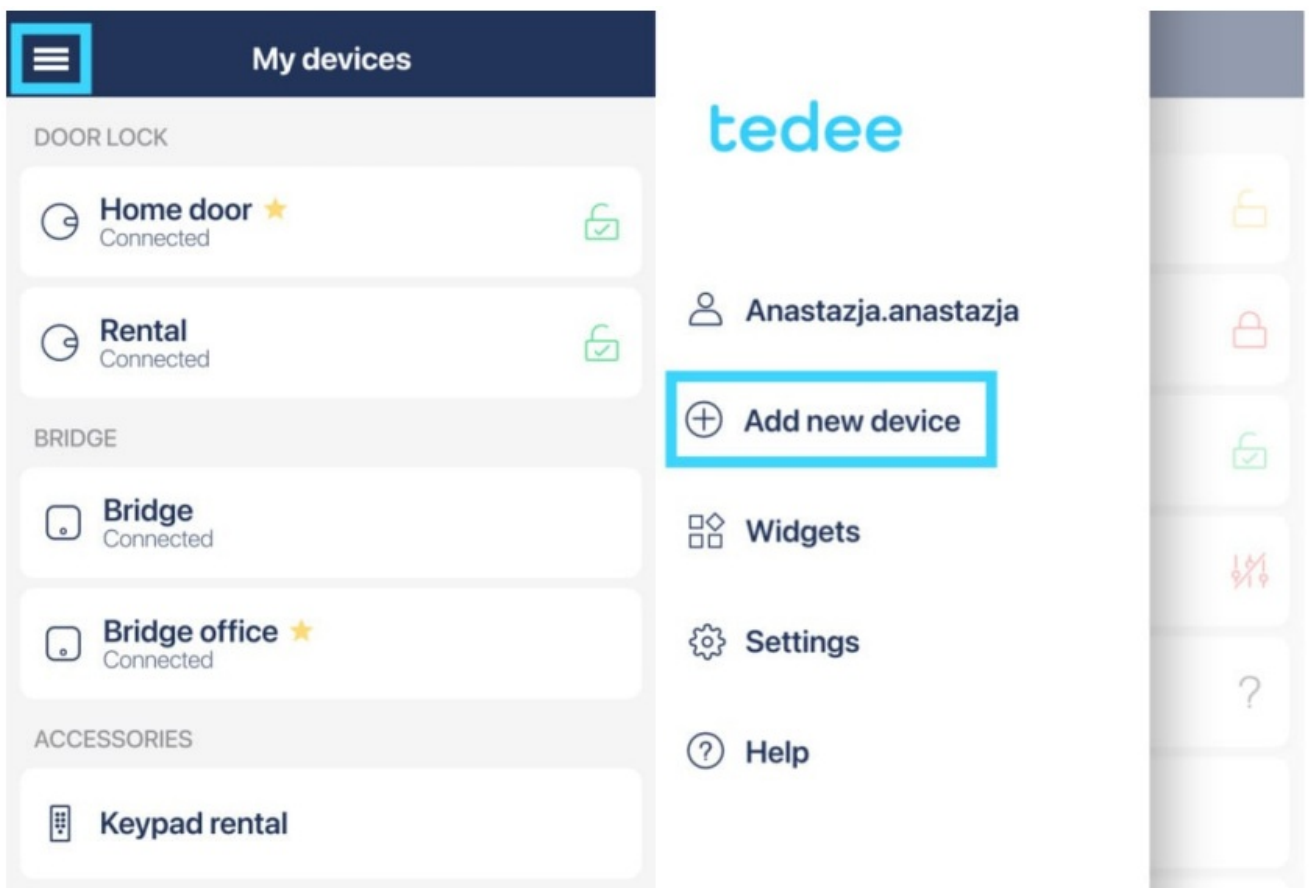 My devices
DOOR LOCK
Home door
Connected
Rental
Connected
BRIDGE
Bridge
Connected
Bridge office
Connected
ACCESSORIES
Keypad rental
tedee
Anastazja.anastazja
Add new device
Widgets
Settings
? Help
?